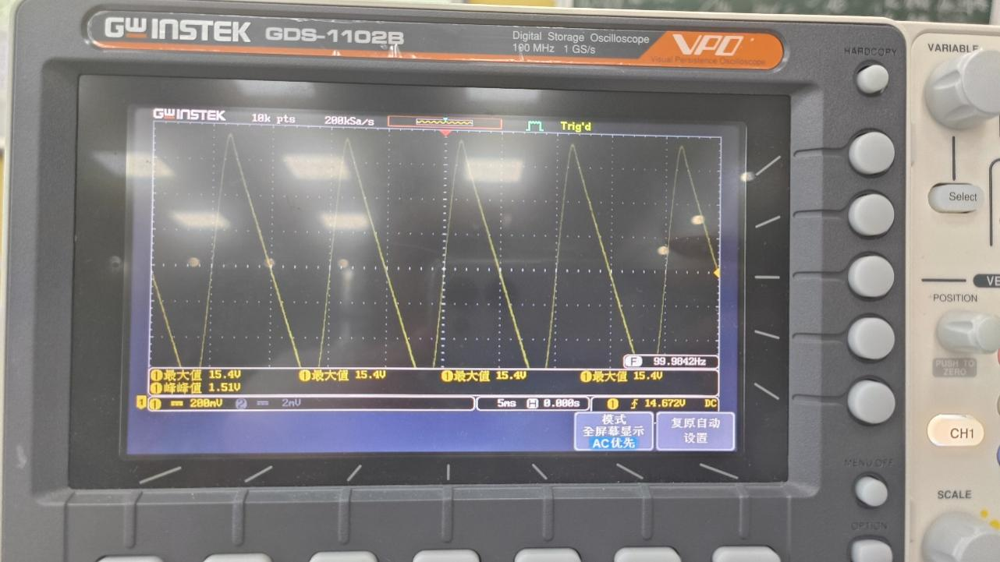 GWINSTEK GDS-1102B
Digital Storage Oscilloscope
100 MHz 1 GS/s
VPO
Visual Persistence Oscilloscope
HARDCOPY
VARIABLE
GWINSTEK 10k pts 200kSa/s Trig'd
Select
POSITION
PUSH TO
ZERO
F 99.9842Hz
1最大值 15.4V 1最大值 15.4V 1最大值 15.4V 1最大值 15.4V
1峰峰值 1.51V
1 1 200mV 2 2mV 5ms H 0.000s 1 14.672V DC
模式
全屏幕显示
AC优先
复原自动
设置
CH1
MENU OFF
SCALE
OPTION